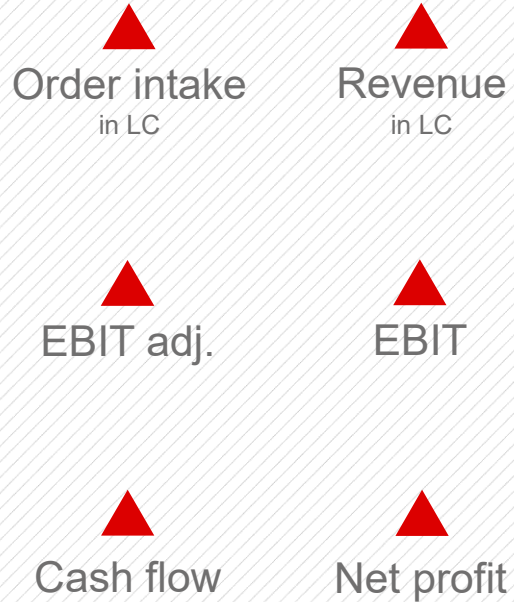 Order intake
in LC
Revenue
in LC
EBIT adj.
EBIT
Cash flow
Net profit